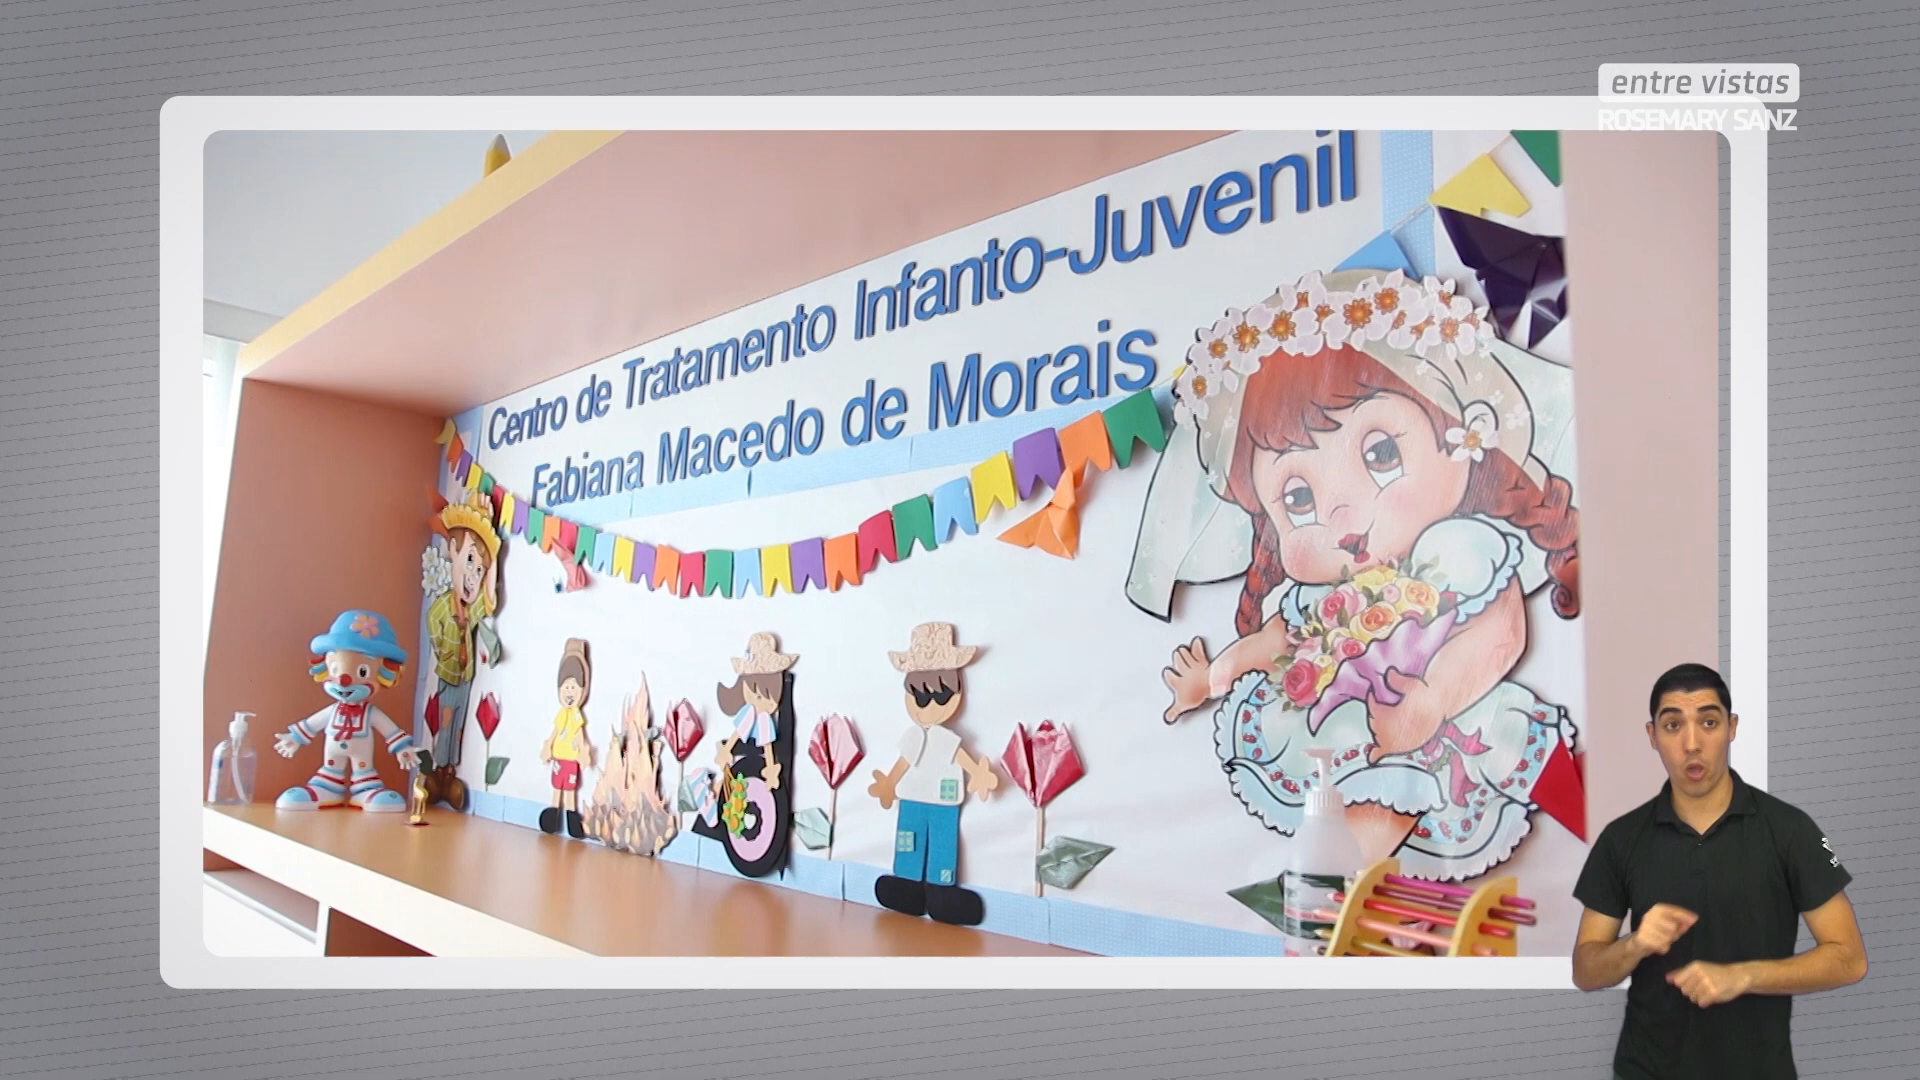 entre vistas
ROSEMARY SANZ
Centro de Tratamento Infanto-Juvenil
Fabiana Macedo de Morais